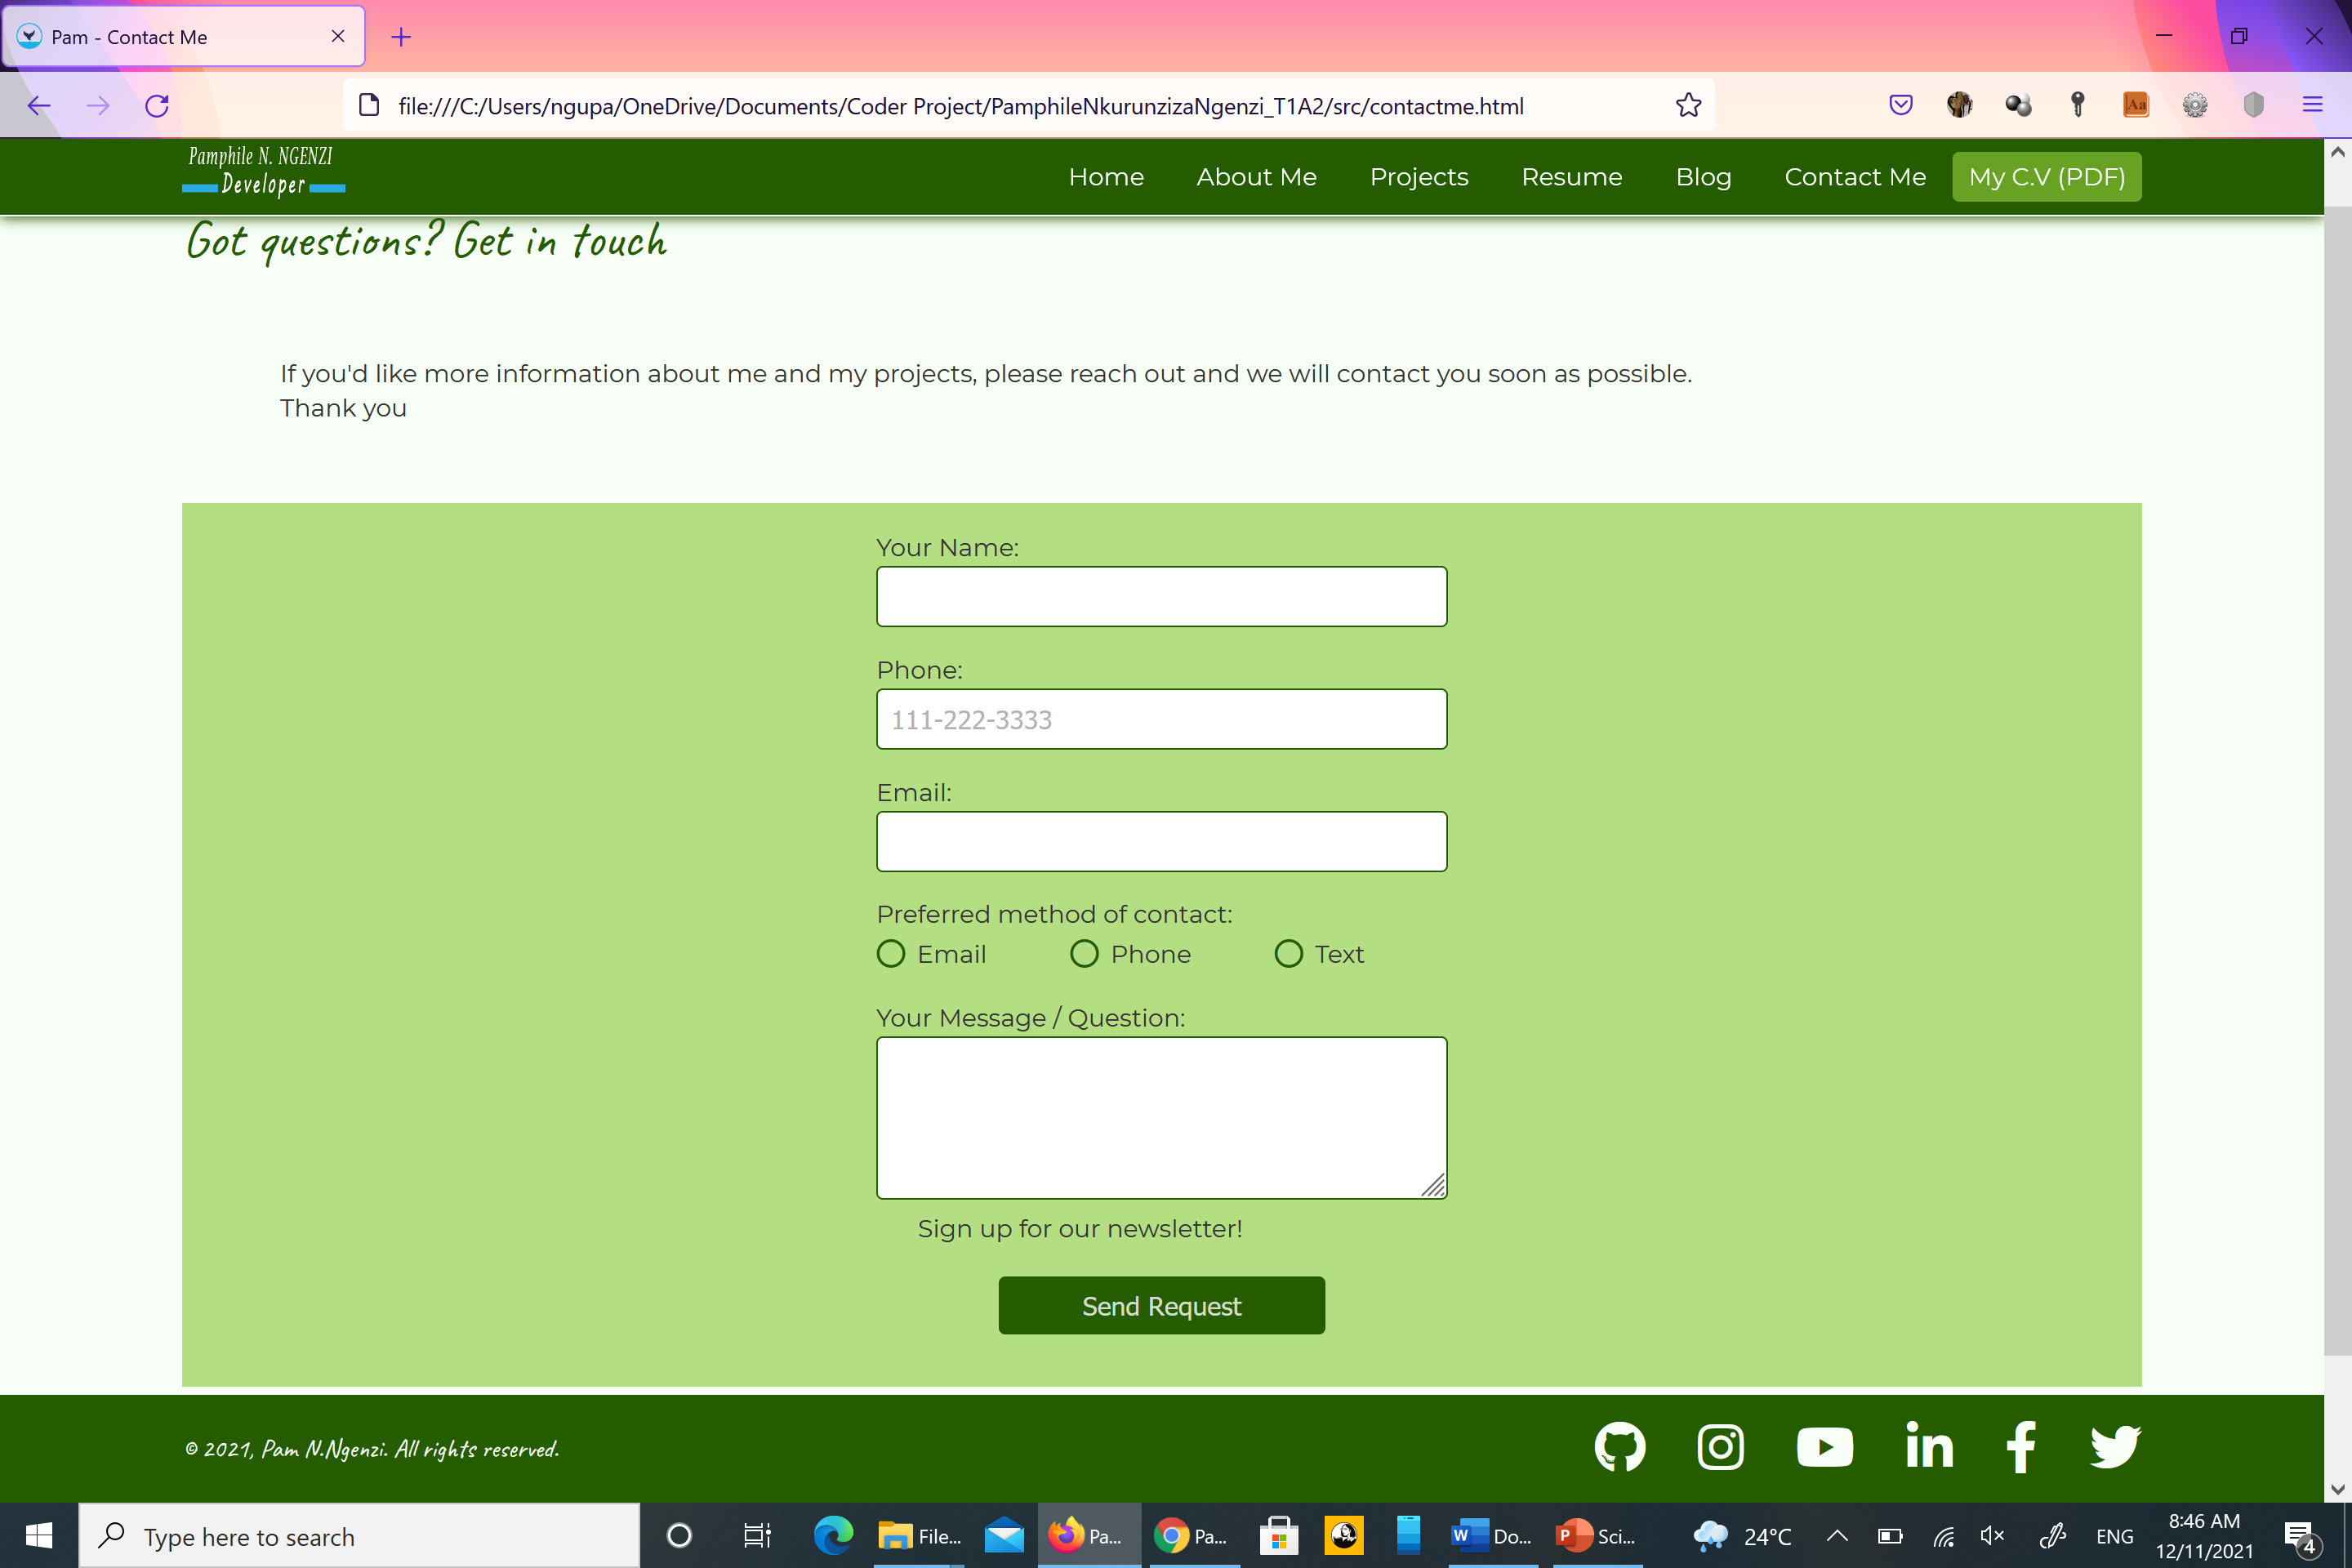 Pam - Contact Me
file:///C:/Users/ngupa/OneDrive/Documents/Coder Project/PamphileNkurunzizaNgenzi_T1A2/src/contactme.html
Aa
Pamphile N. NGENZI
Developer
Home About Me Projects Resume Blog Contact Me My C.V (PDF)
Got questions? Get in touch
If you'd like more information about me and my projects, please reach out and we will contact you soon as possible.
Thank you
Your Name:
Phone:
111-222-3333
Email:
Preferred method of contact:
Email Phone Text
Your Message / Question:
Sign up for our newsletter!
Send Request
© 2021, Pam N.Ngenzi. All rights reserved.
Type here to search
File...
Pa...
Pa...
W Do...
P Sci...
24°C
ENG
8:46 AM
12/11/2021
4